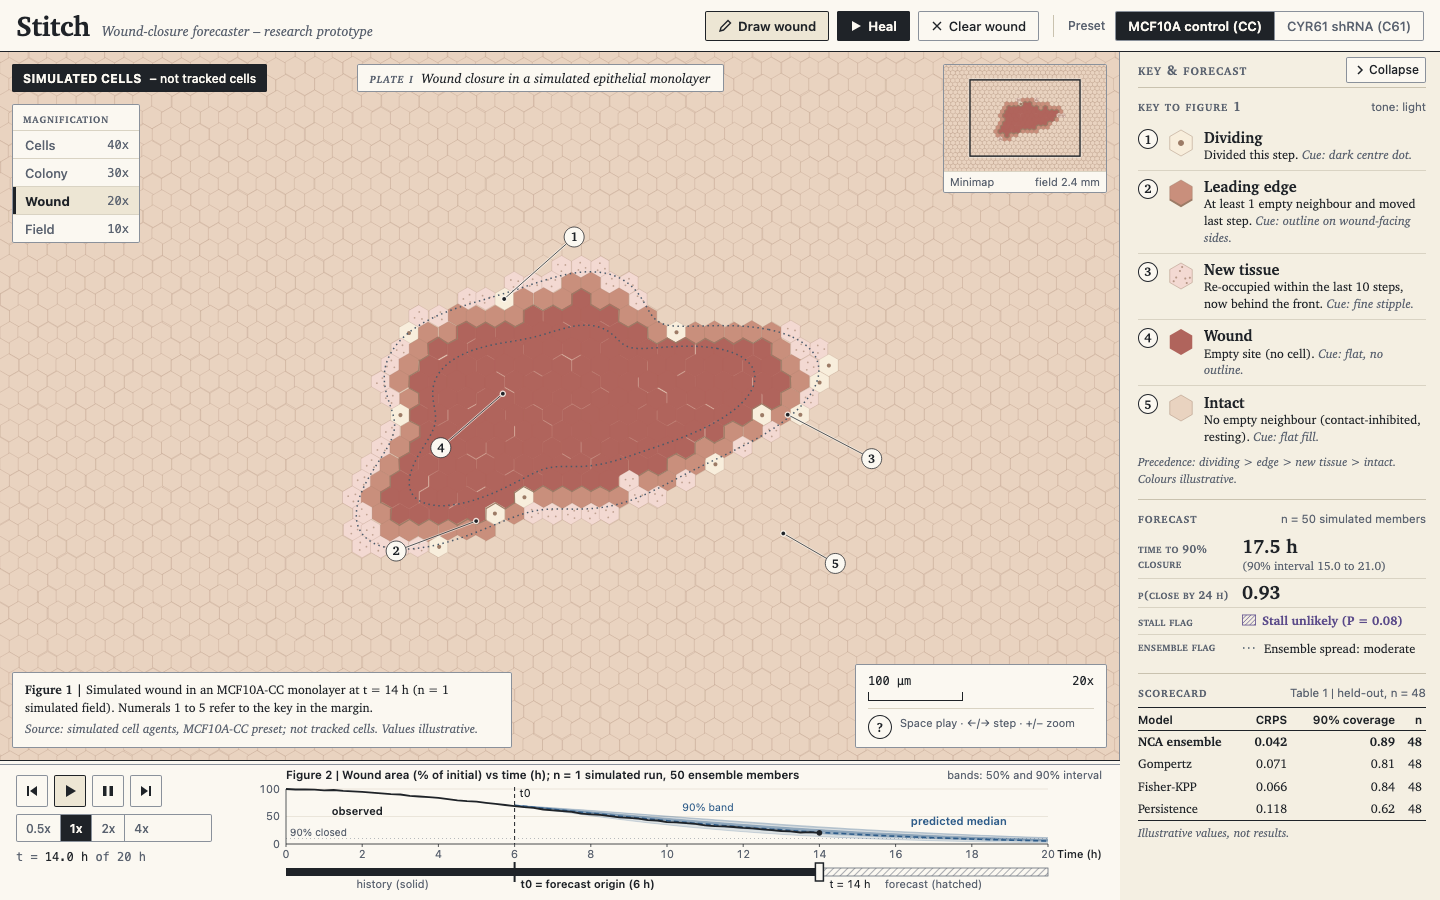 Stitch
Wound-closure forecaster – research prototype
Draw wound
Heal
Clear wound
Preset
MCF10A control (CC)
CYR61 shRNA (C61)
SIMULATED CELLS – not tracked cells
PLATE I Wound closure in a simulated epithelial monolayer
MAGNIFICATION
Cells 40x
Colony 30x
Wound 20x
Field 10x
Minimap field 2.4 mm
1
4
3
2
5
Figure 1 | Simulated wound in an MCF10A-CC monolayer at t = 14 h (n = 1
simulated field). Numerals 1 to 5 refer to the key in the margin.
Source: simulated cell agents, MCF10A-CC preset; not tracked cells. Values illustrative.
100 µm 20x
? Space play · ←/→ step · +/− zoom
KEY & FORECAST
Collapse
KEY TO FIGURE 1 tone: light
1 Dividing
Divided this step. Cue: dark centre dot.
2 Leading edge
At least 1 empty neighbour and moved
last step. Cue: outline on wound-facing
sides.
3 New tissue
Re-occupied within the last 10 steps,
now behind the front. Cue: fine stipple.
4 Wound
Empty site (no cell). Cue: flat, no
outline.
5 Intact
No empty neighbour (contact-inhibited,
resting). Cue: flat fill.
Precedence: dividing > edge > new tissue > intact.
Colours illustrative.
FORECAST n = 50 simulated members
TIME TO 90%
CLOSURE
17.5 h
(90% interval 15.0 to 21.0)
P(CLOSE BY 24 H) 0.93
STALL FLAG Stall unlikely (P = 0.08)
ENSEMBLE FLAG Ensemble spread: moderate
SCORECARD Table 1 | held-out, n = 48
Model CRPS 90% coverage n
NCA ensemble 0.042 0.89 48
Gompertz 0.071 0.81 48
Fisher-KPP 0.066 0.84 48
Persistence 0.118 0.62 48
Illustrative values, not results.
0.5x 1x 2x 4x
t = 14.0 h of 20 h
Figure 2 | Wound area (% of initial) vs time (h); n = 1 simulated run, 50 ensemble members
bands: 50% and 90% interval
100
50
0
t0
observed
90% band
predicted median
90% closed
0 2 4 6 8 10 12 14 16 18 20 Time (h)
history (solid)
t0 = forecast origin (6 h)
t = 14 h
forecast (hatched)